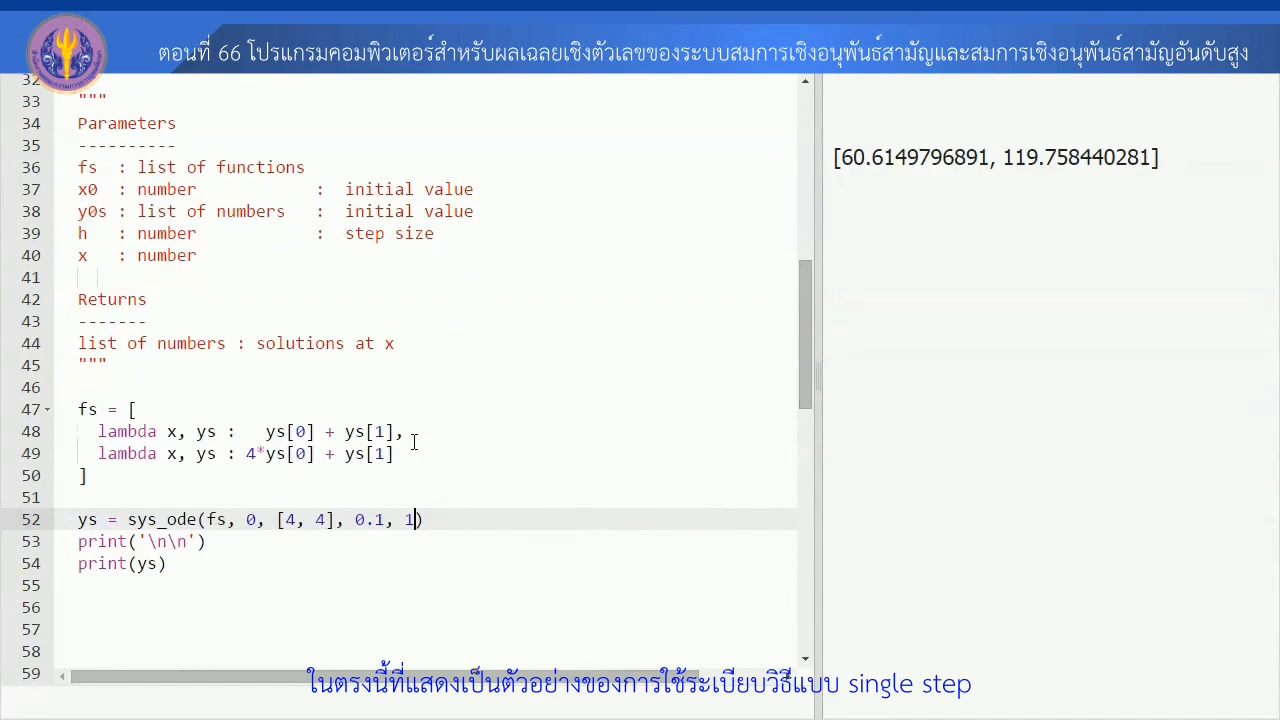 ตอนที่ 66 โปรแกรมคอมพิวเตอร์สำหรับผลเฉลยเชิงตัวเลขของระบบสมการเชิงอนุพันธ์สามัญและสมการเชิงอนุพันธ์สามัญอันดับสูง
32
33 """
34 Parameters
35 ----------
36 fs : list of functions
37 x0 : number : initial value
38 y0s : list of numbers : initial value
39 h : number : step size
40 x : number
41
42 Returns
43 -------
44 list of numbers : solutions at x
45 """
46
47 fs = [
48 lambda x, ys : ys[0] + ys[1],
49 lambda x, ys : 4*ys[0] + ys[1]
50 ]
51
52 ys = sys_ode(fs, 0, [4, 4], 0.1, 1)
53 print('\n\n')
54 print(ys)
55
56
57
58
59
[60.6149796891, 119.758440281]
ในตรงนี้ที่แสดงเป็นตัวอย่างของการใช้ระเบียบวิธีแบบ single step